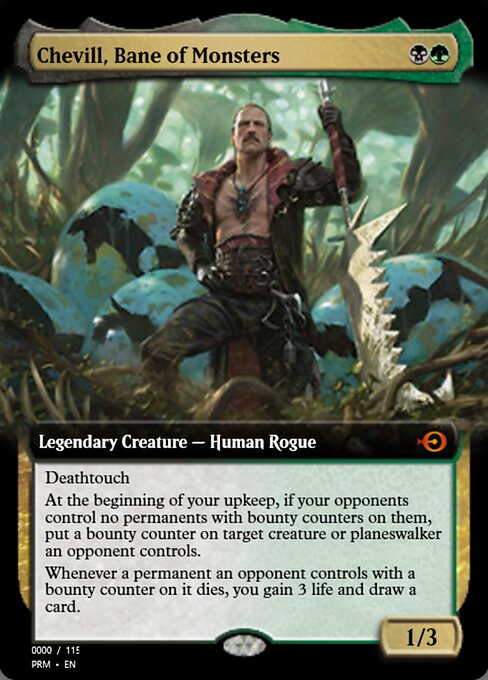 Chevill, Bane of Monsters
Legendary Creature — Human Rogue
Deathtouch
At the beginning of your upkeep, if your opponents
control no permanents with bounty counters on them,
put a bounty counter on target creature or planeswalker
an opponent controls.
Whenever a permanent an opponent controls with a
bounty counter on it dies, you gain 3 life and draw a
card.
1/3
0000 / 115
PRM • EN